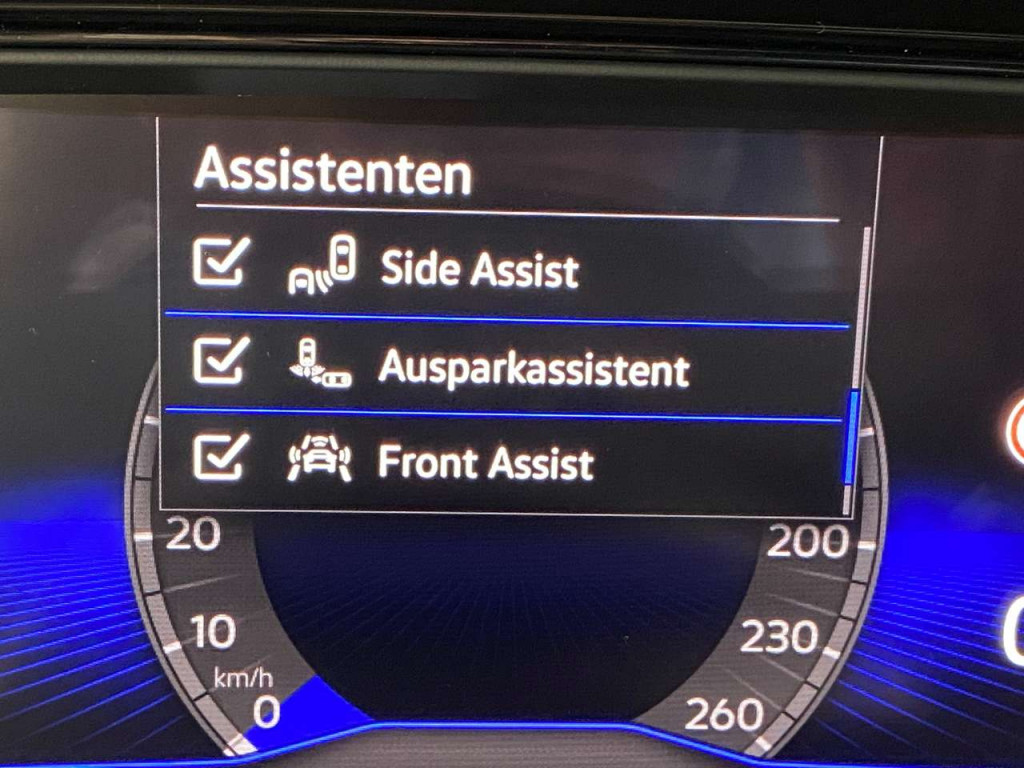 Assistenten
Side Assist
Ausparkassistent
Front Assist
20
200
10
230
km/h
0
260